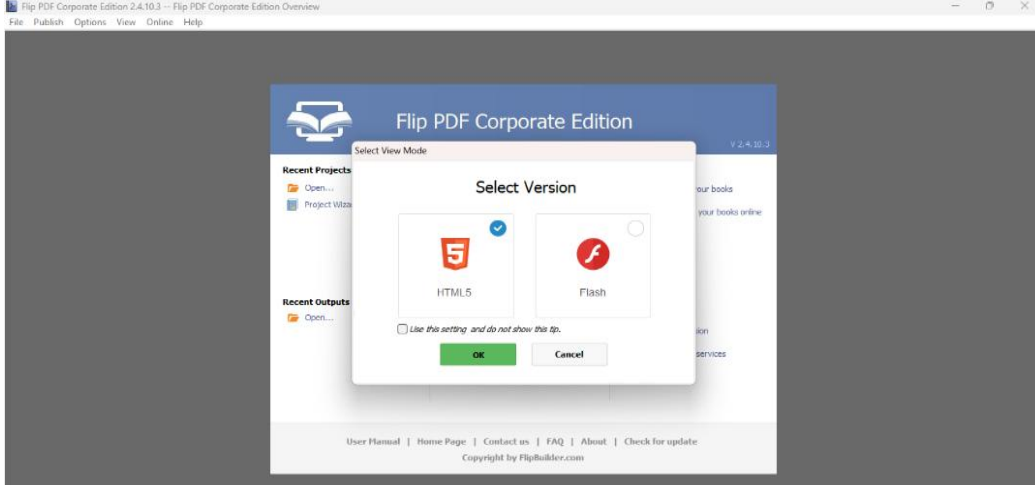 Flip PDF Corporate Edition 2.4.10.3 -- Flip PDF Corporate Edition Overview
File Publish Options View Online Help
Flip PDF Corporate Edition
V 2.4.10.3
Select View Mode
Recent Projects
Open...
our books
Project Wiza
your books online
Select Version
HTML5
Flash
Recent Outputs
Open...
Use this setting and do not show this tip.
ion
OK
Cancel
services
User Manual | Home Page | Contact us | FAQ | About | Check for update
Copyright by FlipBuilder.com